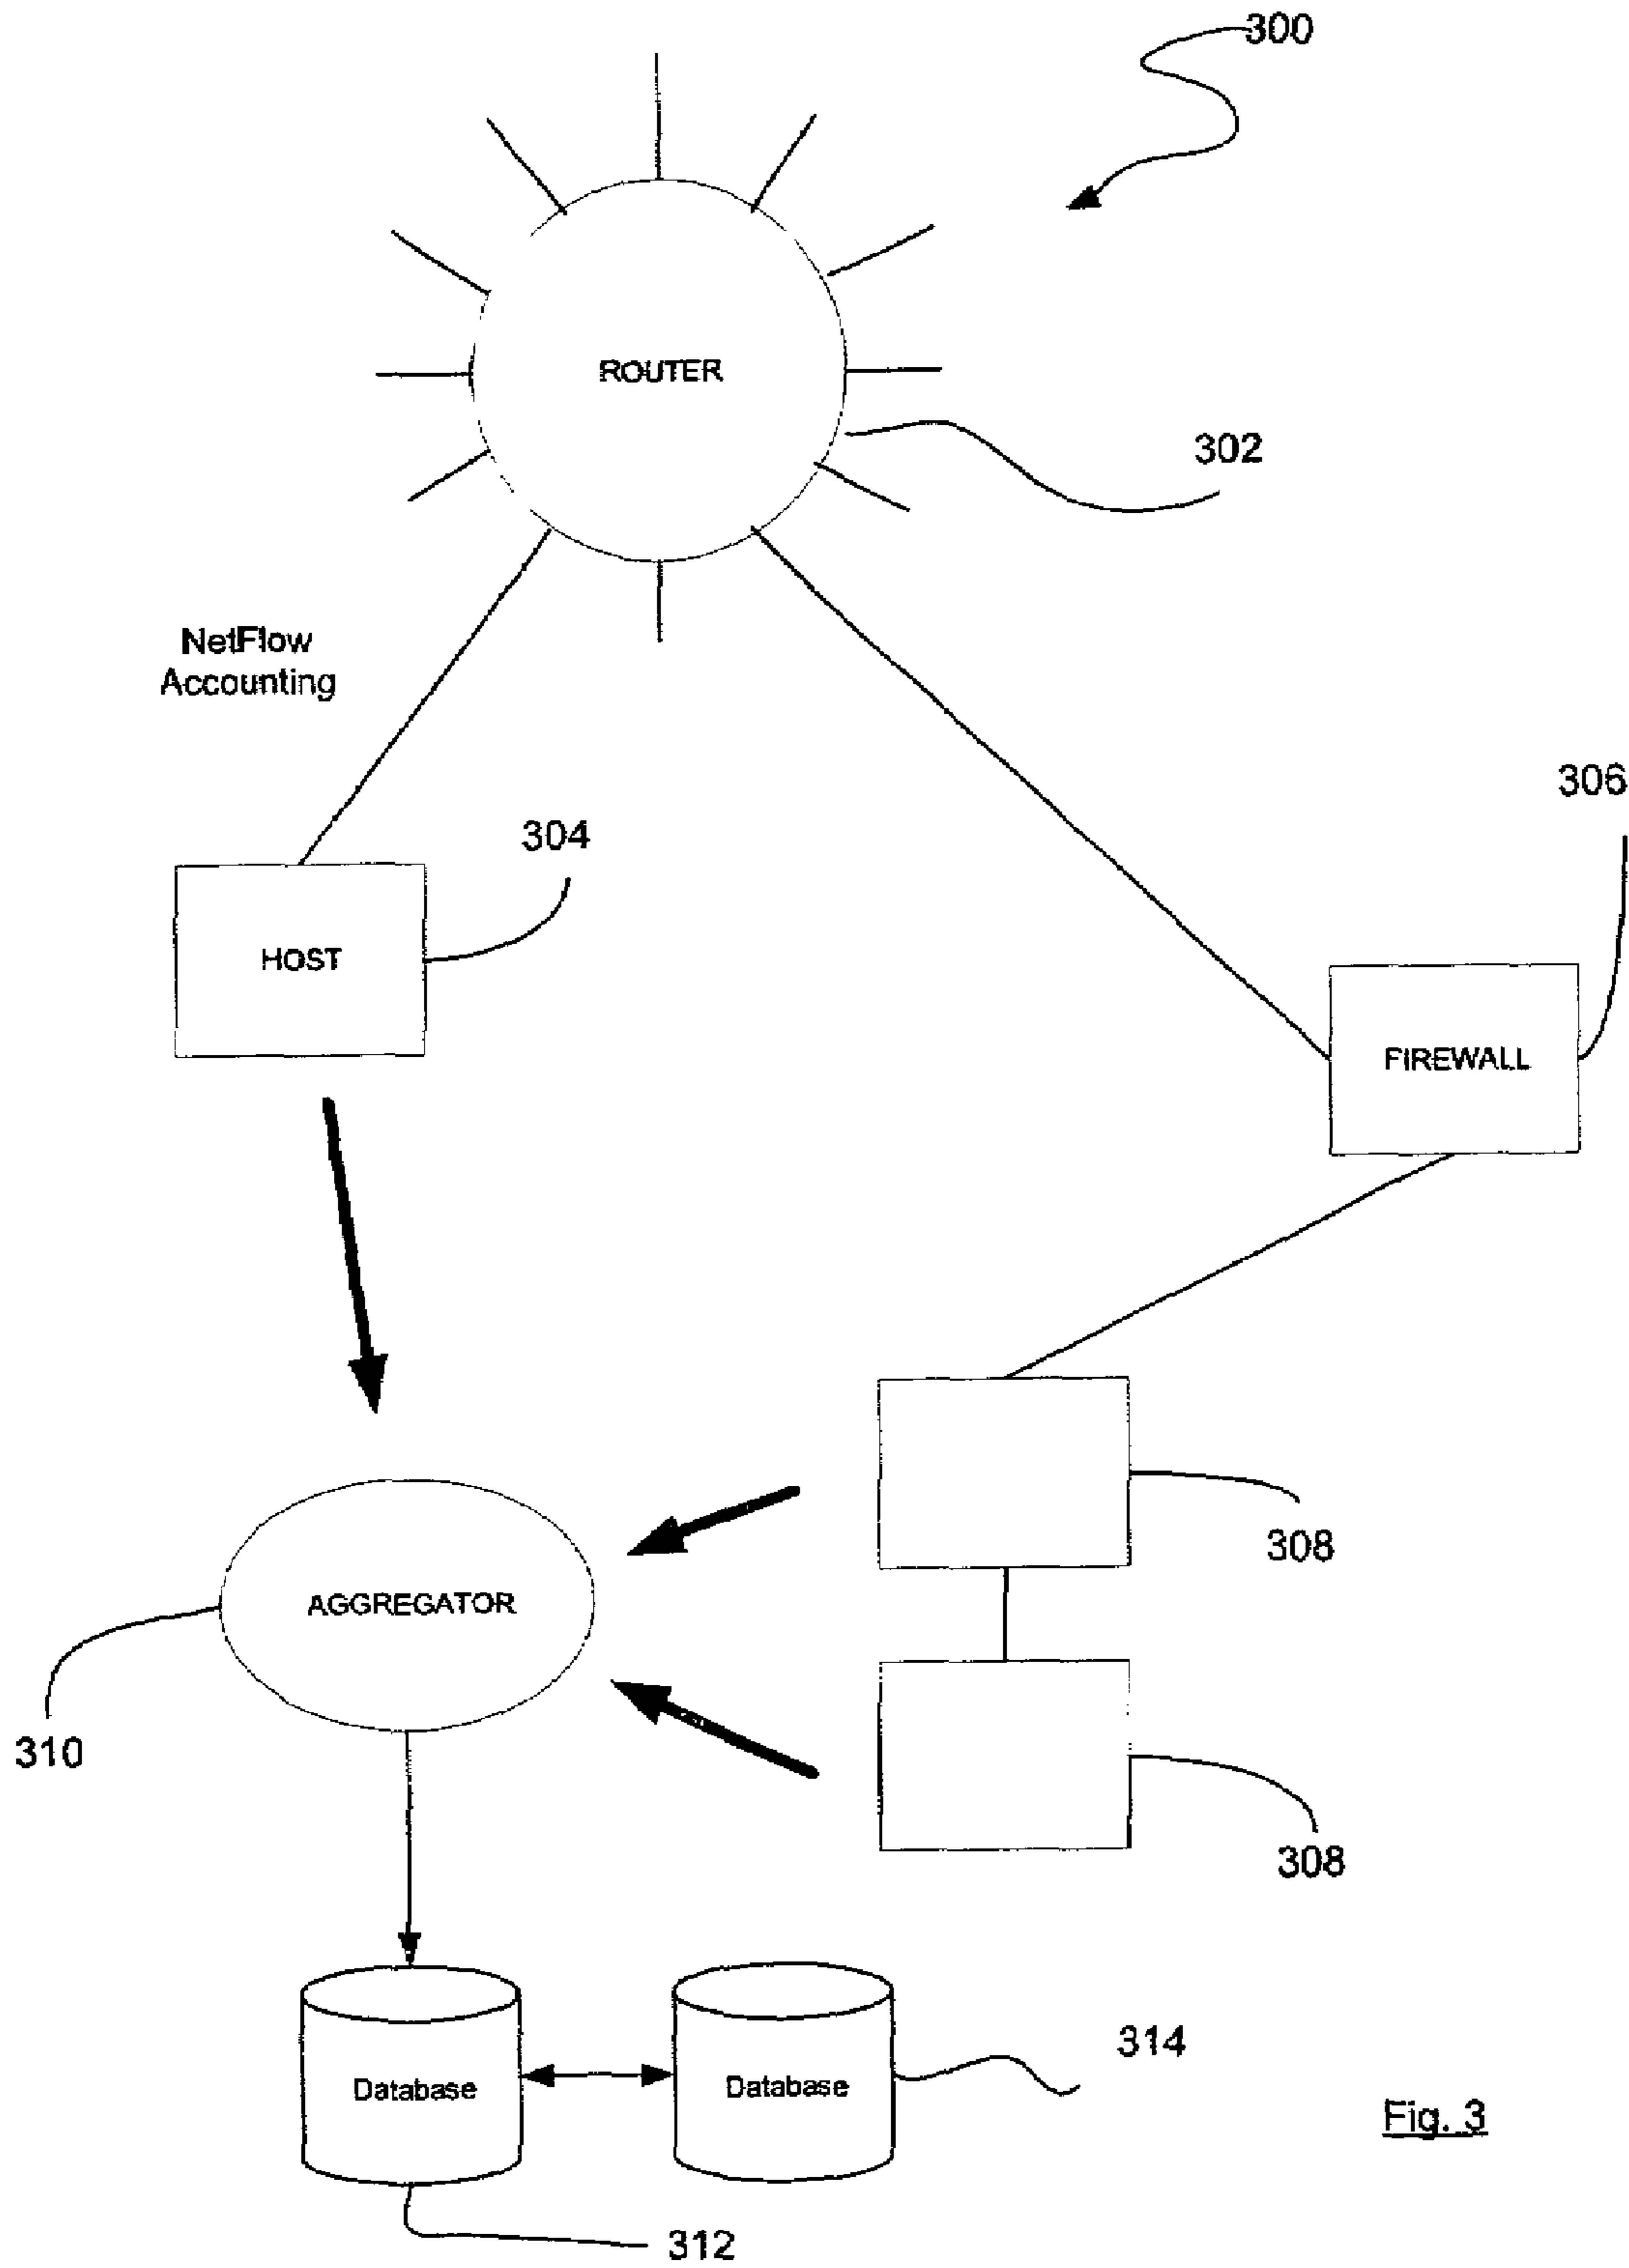 300
ROUTER
302
NetFlow
Accounting
306
304
HOST
FIREWALL
308
AGGREGATOR
310
308
314
Database
Database
Fig. 3
312